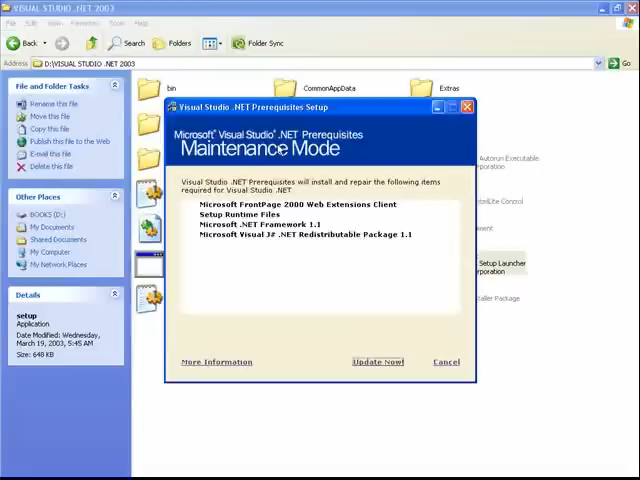 VISUAL STUDIO .NET 2003
File Edit View Favorites Tools Help
Back Search Folders Folder Sync
Address D:\VISUAL STUDIO .NET 2003 Go
File and Folder Tasks
Rename this file
Move this file
Copy this file
Publish this file to the Web
E-mail this file
Delete this file
Other Places
BOOKS (D:)
My Documents
Shared Documents
My Computer
My Network Places
Details
setup
Application
Date Modified: Wednesday,
March 19, 2003, 5:45 AM
Size: 648 KB
bin CommonAppData Extras
Visual Studio .NET Prerequisites Setup
Microsoft Visual Studio .NET Prerequisites
Maintenance Mode
Visual Studio .NET Prerequisites will install and repair the following items
required for Visual Studio .NET
Microsoft FrontPage 2000 Web Extensions Client
Setup Runtime Files
Microsoft .NET Framework 1.1
Microsoft Visual J# .NET Redistributable Package 1.1
More Information Update Now! Cancel
Autorun Executable
Control
Setup Launcher
rporation
taller Package